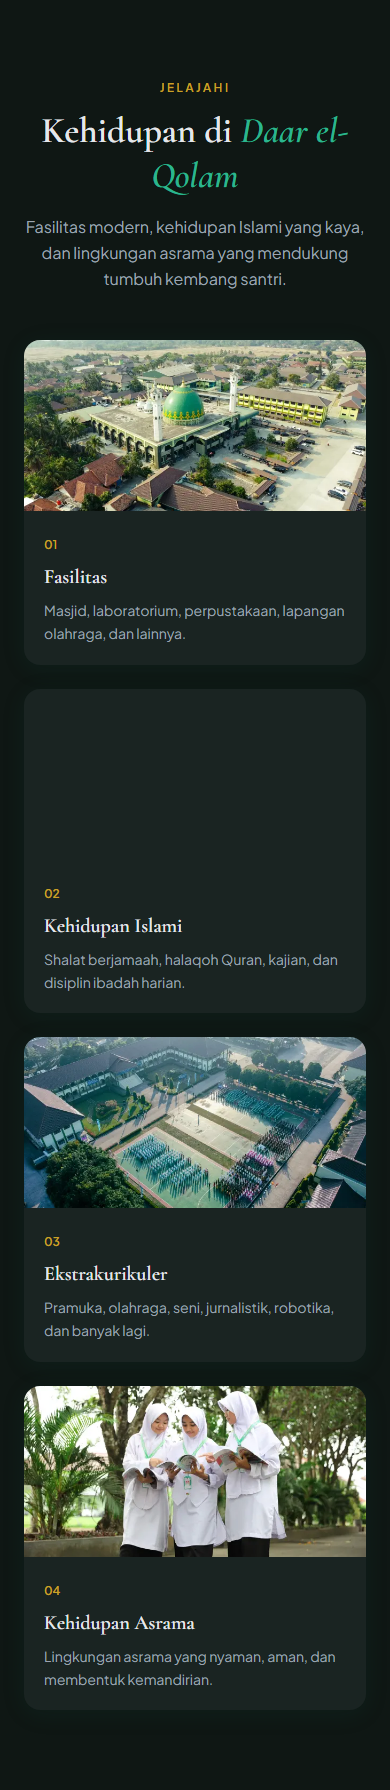 JELAJAHI
Kehidupan di Daar el-
Qolam
Fasilitas modern, kehidupan Islami yang kaya,
dan lingkungan asrama yang mendukung
tumbuh kembang santri.
01
Fasilitas
Masjid, laboratorium, perpustakaan, lapangan
olahraga, dan lainnya.
02
Kehidupan Islami
Shalat berjamaah, halaqoh Quran, kajian, dan
disiplin ibadah harian.
03
Ekstrakurikuler
Pramuka, olahraga, seni, jurnalistik, robotika,
dan banyak lagi.
04
Kehidupan Asrama
Lingkungan asrama yang nyaman, aman, dan
membentuk kemandirian.